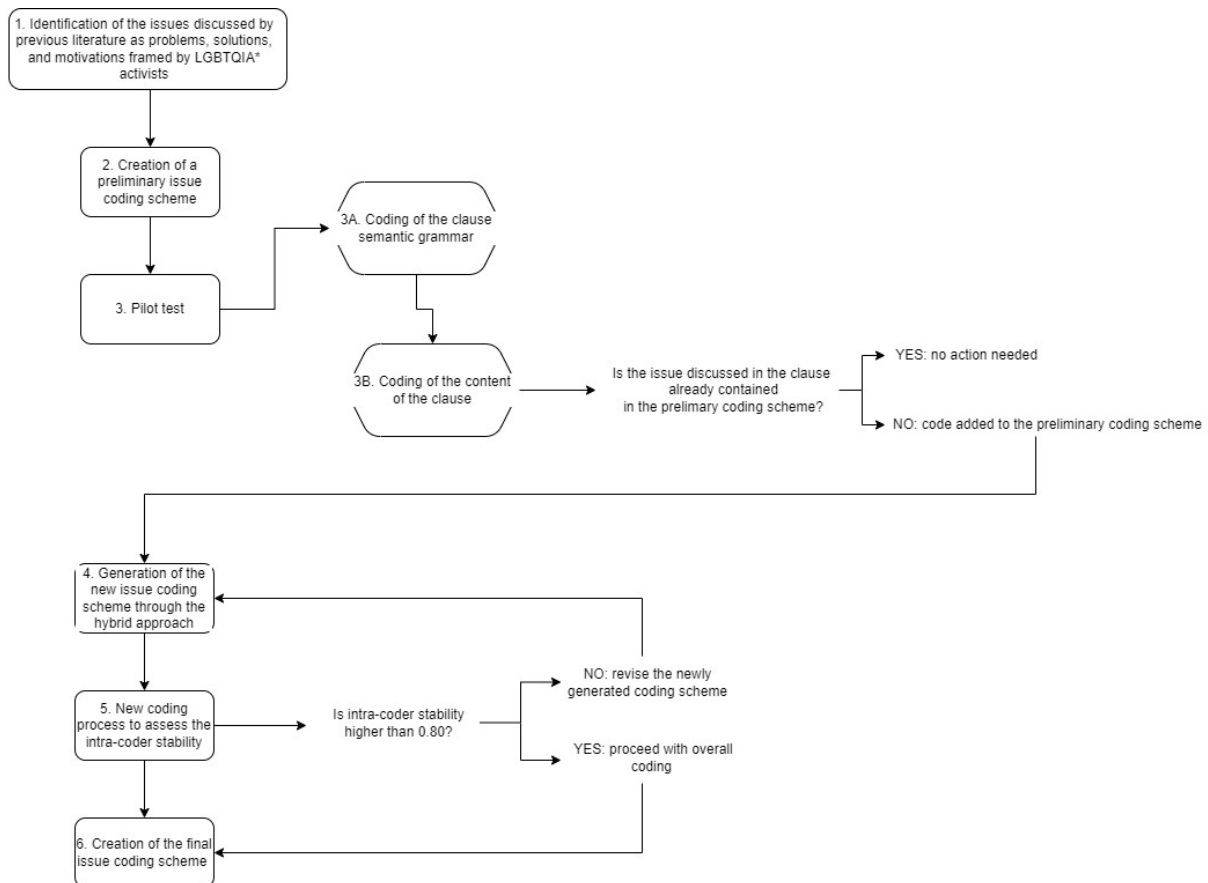 1. Identification of the issues discussed by
previous literature as problems, solutions,
and motivations framed by LGBTQIA*
activists
2. Creation of a
preliminary issue
coding scheme
3. Pilot test
3A. Coding of the clause
semantic grammar
3B. Coding of the content
of the clause
Is the issue discussed in the clause
already contained
in the prelimary coding scheme?
YES: no action needed
NO: code added to the preliminary coding scheme
4. Generation of the
new issue coding
scheme through the
hybrid approach
5. New coding
process to assess the
intra-coder stability
Is intra-coder stability
higher than 0.80?
NO: revise the newly
generated coding scheme
YES: proceed with overall
coding
6. Creation of the final
issue coding scheme